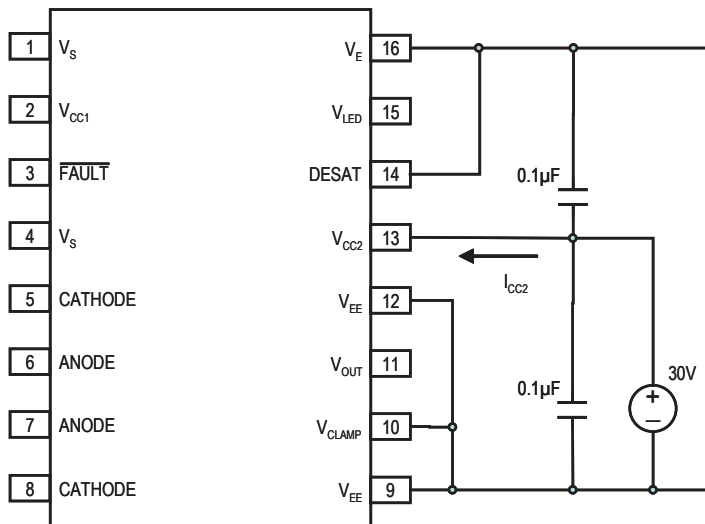 1 V_S V_E 16
2 V_CC1 V_LED 15
3 FAULT DESAT 14
0.1µF
4 V_S V_CC2 13
I_CC2
5 CATHODE V_EE 12
6 ANODE V_OUT 11
30V
0.1µF
+
7 ANODE V_CLAMP 10
–
8 CATHODE V_EE 9